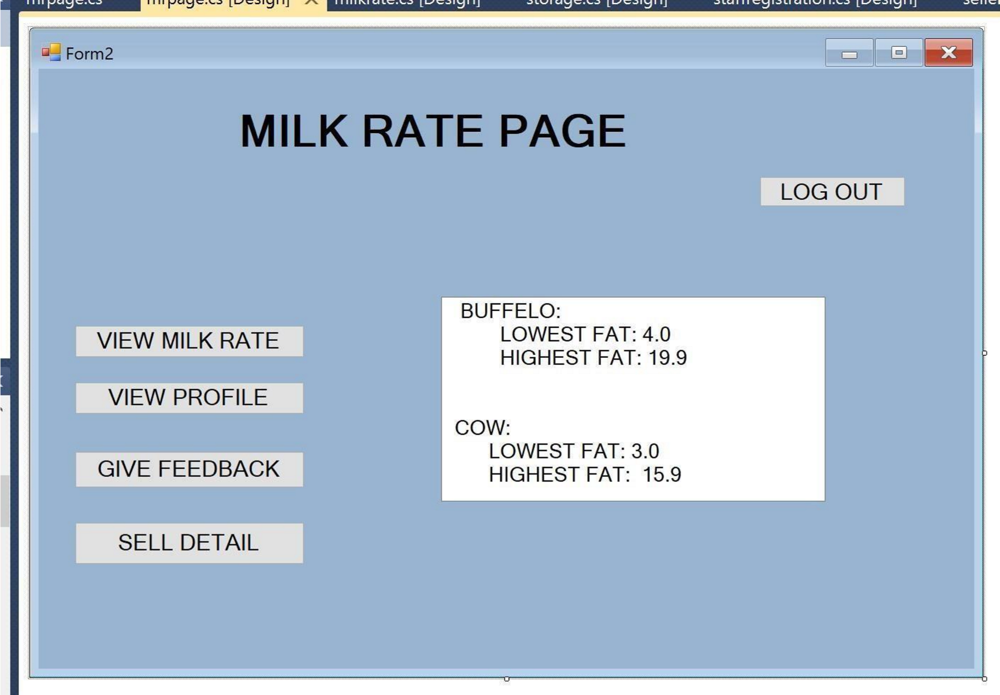 mrpage.cs mrpage.cs [Design] milkrate.cs [Design] storage.cs [Design] staffregistration.cs [Design]
Form2
MILK RATE PAGE
LOG OUT
BUFFELO:
LOWEST FAT: 4.0
HIGHEST FAT: 19.9
COW:
LOWEST FAT: 3.0
HIGHEST FAT: 15.9
VIEW MILK RATE
VIEW PROFILE
GIVE FEEDBACK
SELL DETAIL